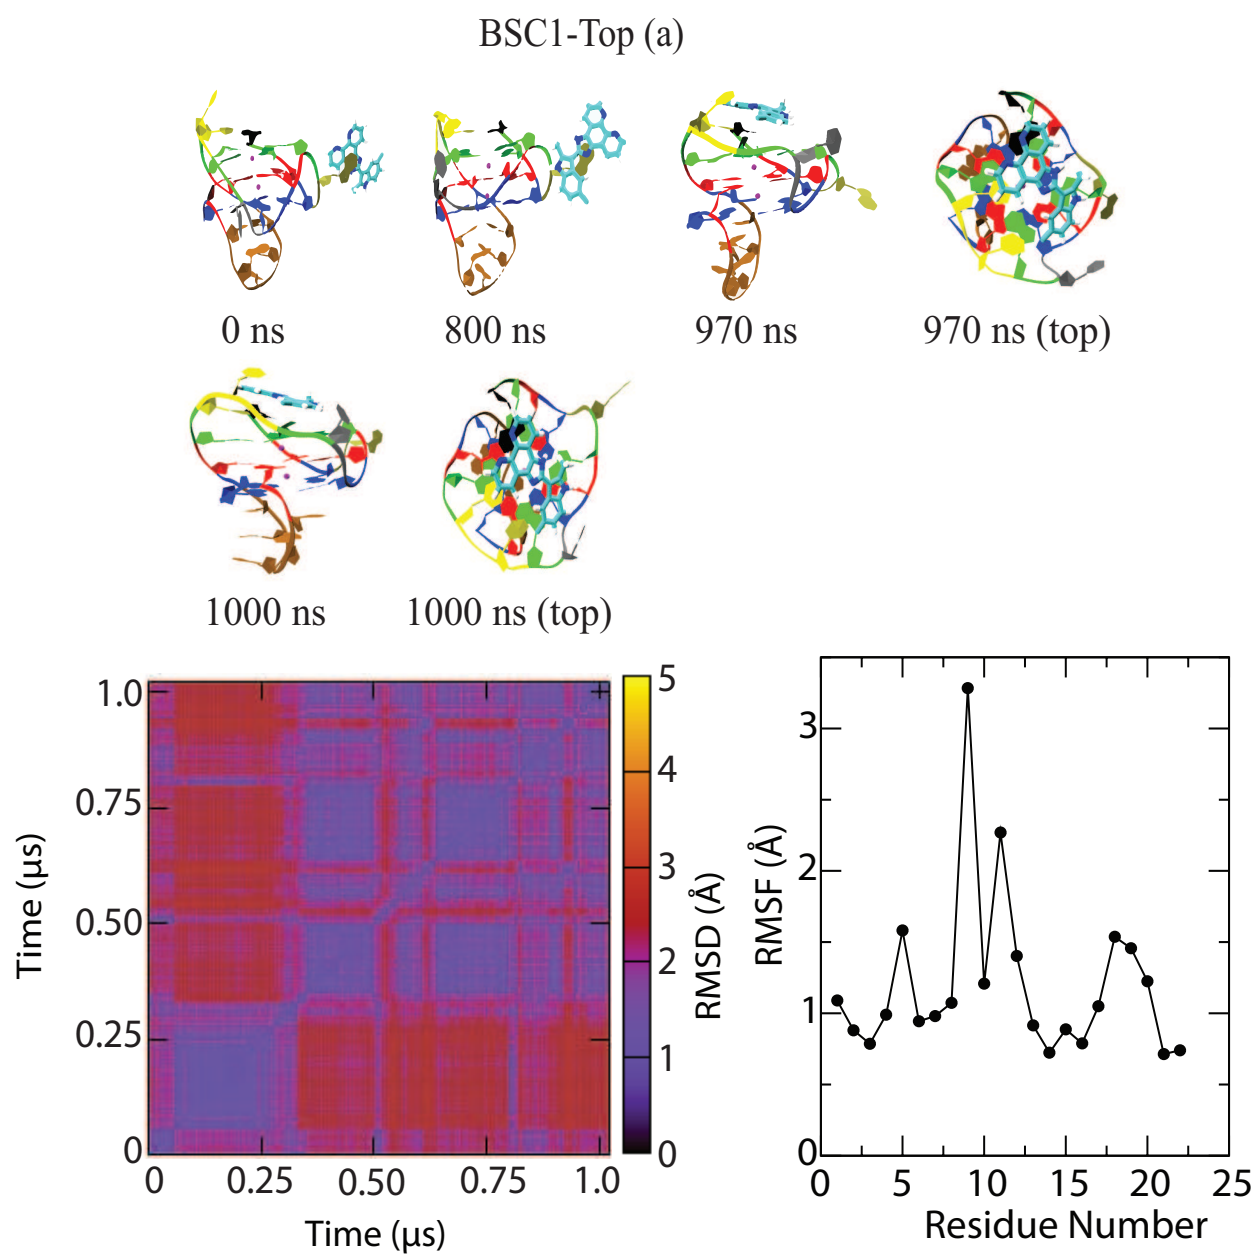 BSC1-Top (a)
0 ns
800 ns
970 ns
970 ns (top)
1000 ns
1000 ns (top)
1.0
0.75
0.50
0.25
0
0
0.25
0.50
0.75
1.0
Time (µs)
Time (µs)
5
4
3
2
1
0
RMSD (Å)
3
2
1
0
0
5
10
15
20
25
RMSF (Å)
Residue Number